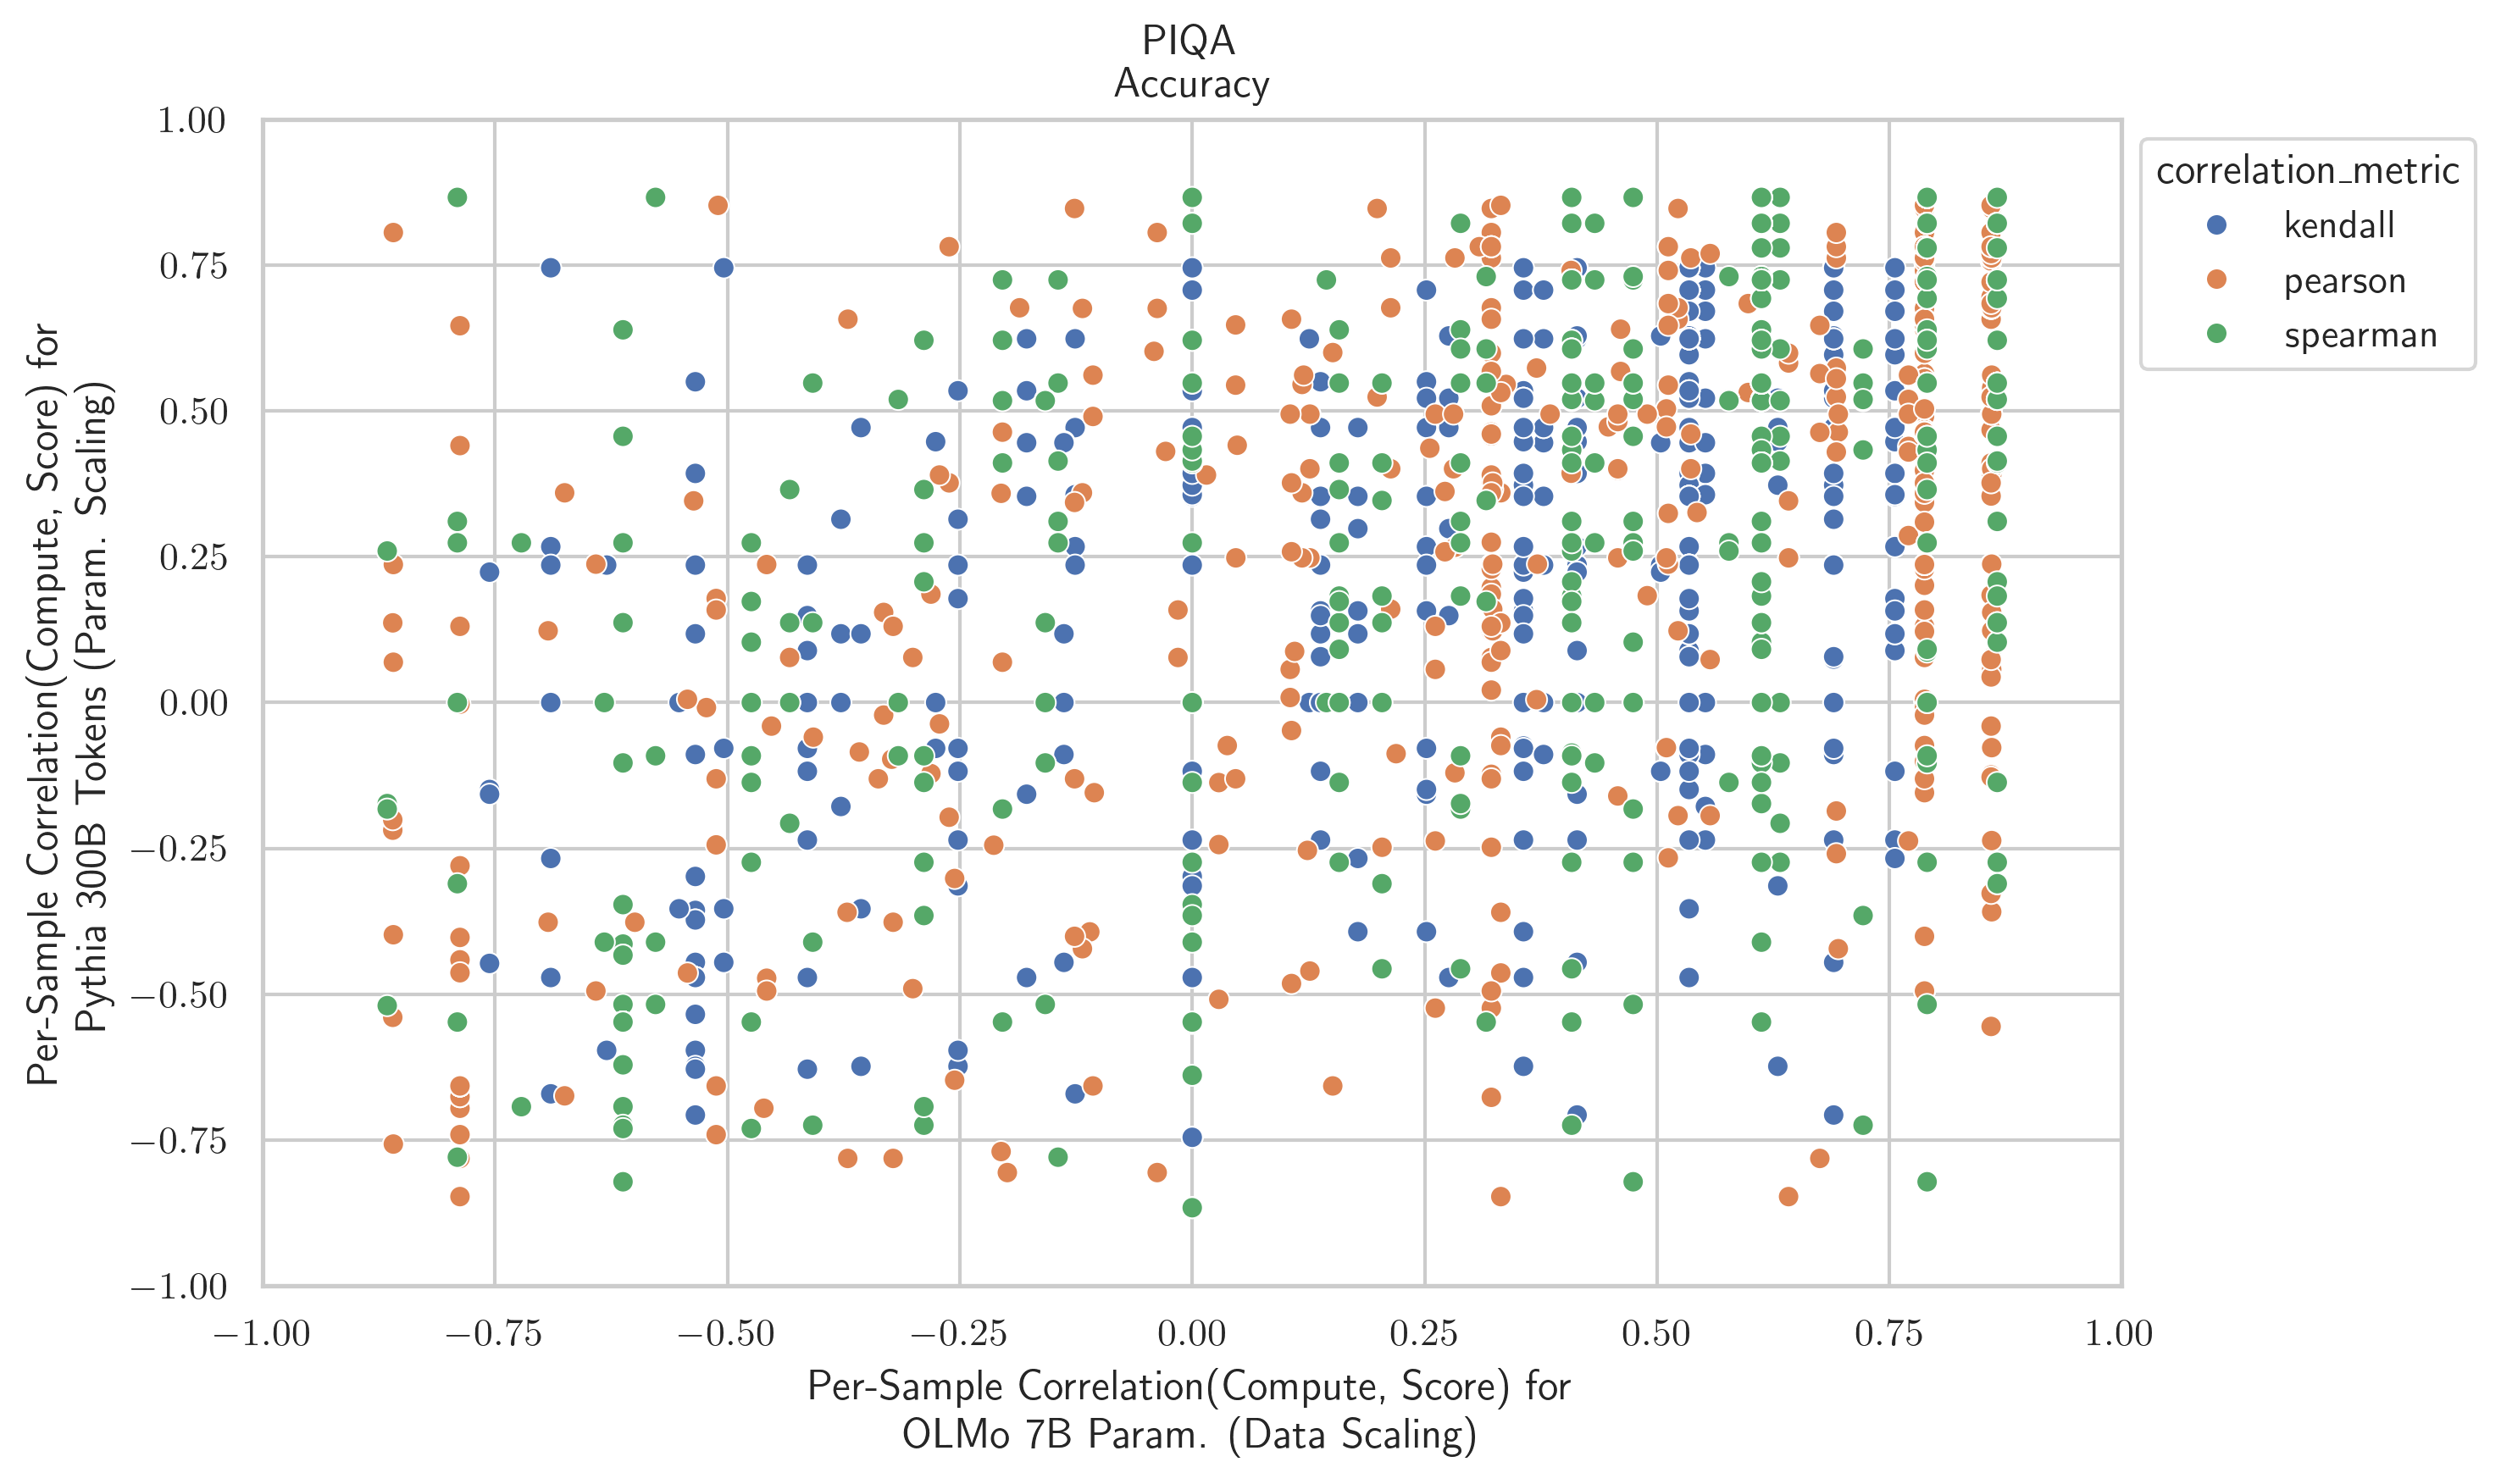 PIQA
Accuracy
Per-Sample Correlation(Compute, Score) for
Pythia 300B Tokens (Param. Scaling)
1.00
0.75
0.50
0.25
0.00
−0.25
−0.50
−0.75
−1.00
−1.00 −0.75 −0.50 −0.25 0.00 0.25 0.50 0.75 1.00
Per-Sample Correlation(Compute, Score) for
OLMo 7B Param. (Data Scaling)
correlation_metric
kendall
pearson
spearman